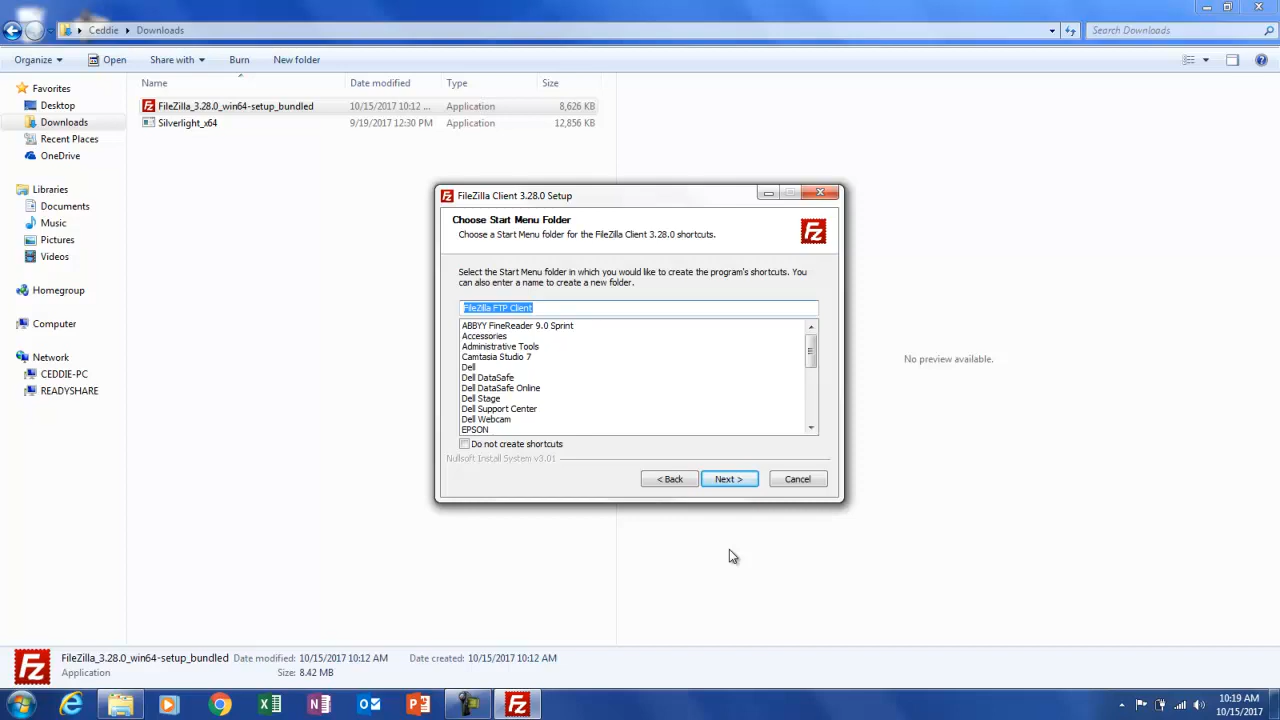 Ceddie Downloads
Search Downloads
Organize Open Share with Burn New folder
Favorites
Desktop
Downloads
Recent Places
OneDrive
Libraries
Documents
Music
Pictures
Videos
Homegroup
Computer
Network
CEDDIE-PC
READYSHARE
Name Date modified Type Size
FileZilla_3.28.0_win64-setup_bundled 10/15/2017 10:12 ... Application 8,626 KB
Silverlight_x64 9/19/2017 12:30 PM Application 12,856 KB
FileZilla Client 3.28.0 Setup
Choose Start Menu Folder
Choose a Start Menu folder for the FileZilla Client 3.28.0 shortcuts.
Fz
Select the Start Menu folder in which you would like to create the program's shortcuts. You
can also enter a name to create a new folder.
FileZilla FTP Client
ABBYY FineReader 9.0 Sprint
Accessories
Administrative Tools
Camtasia Studio 7
Dell
Dell DataSafe
Dell DataSafe Online
Dell Stage
Dell Support Center
Dell Webcam
EPSON
Do not create shortcuts
Nullsoft Install System v3.01
< Back Next > Cancel
No preview available.
Fz
FileZilla_3.28.0_win64-setup_bundled Date modified: 10/15/2017 10:12 AM Date created: 10/15/2017 10:12 AM
Application Size: 8.42 MB
10:19 AM
10/15/2017